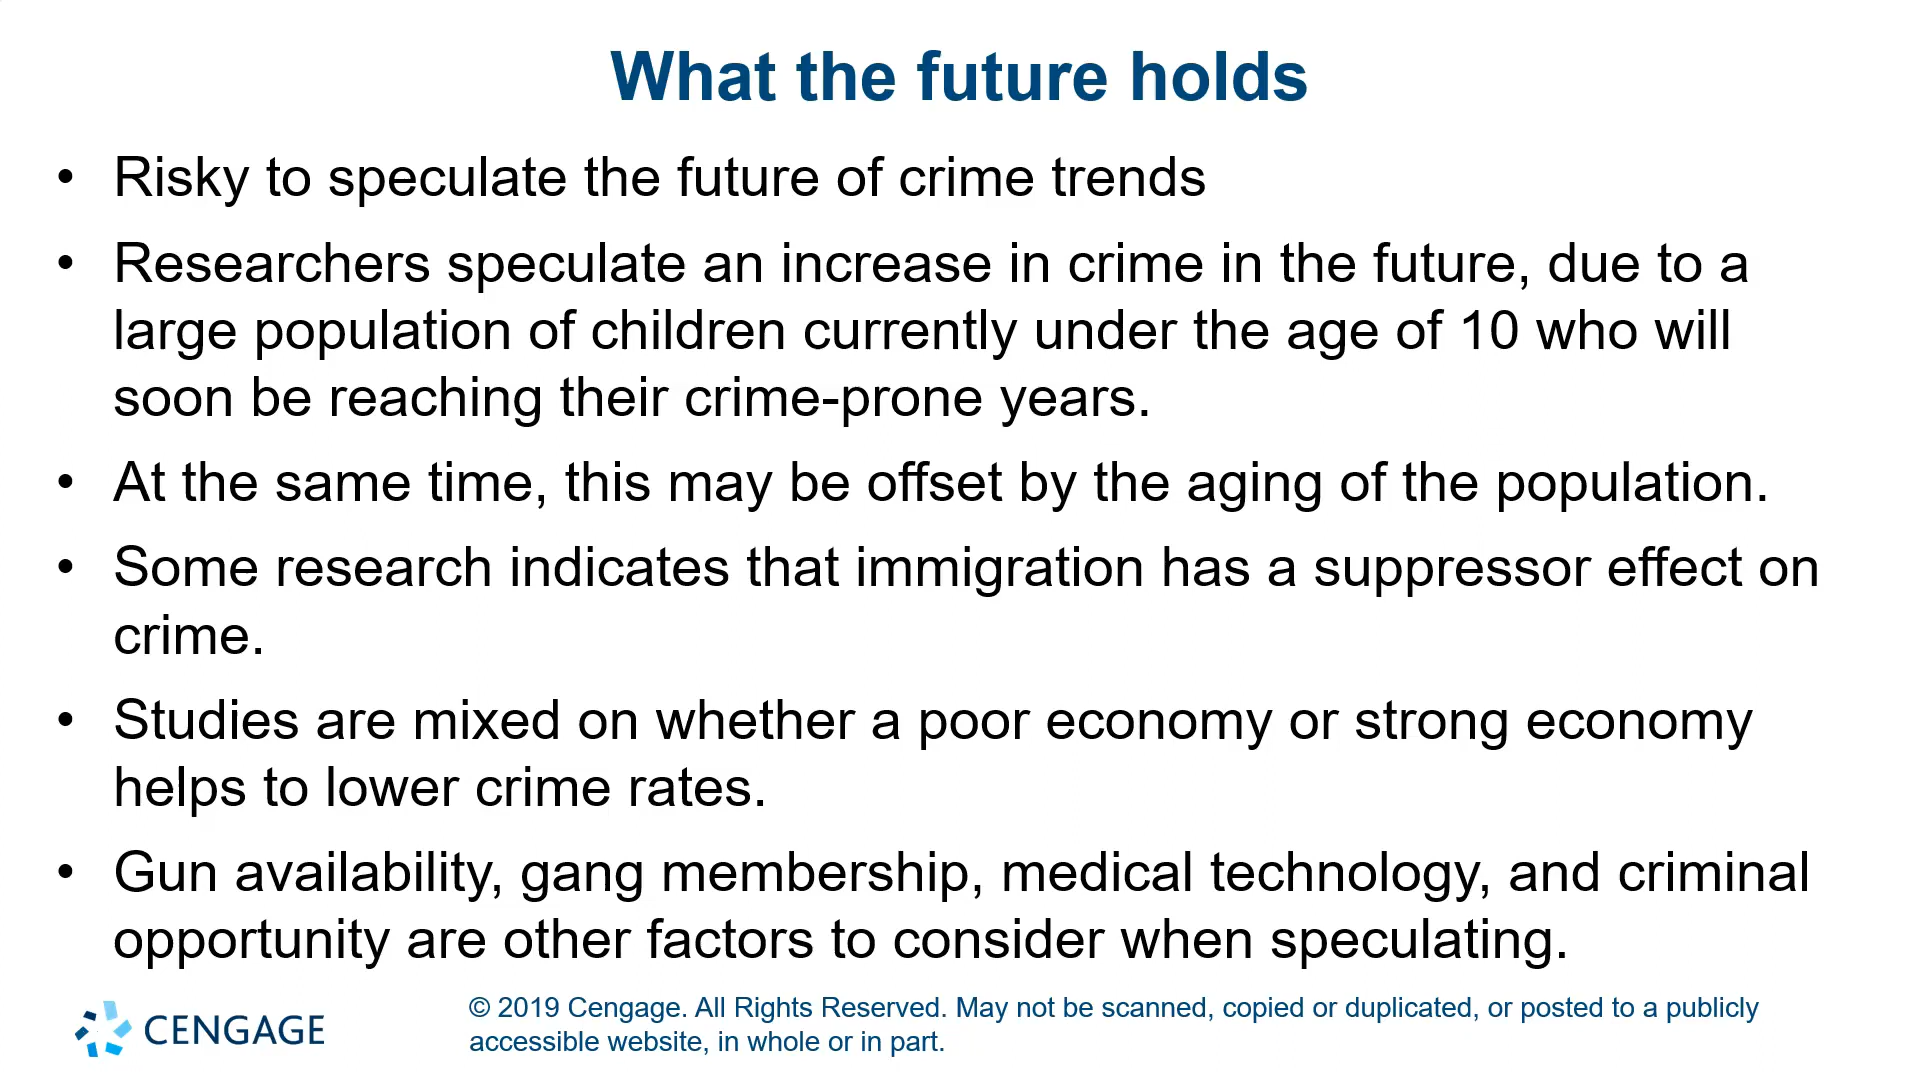 What the future holds
• Risky to speculate the future of crime trends
• Researchers speculate an increase in crime in the future, due to a
large population of children currently under the age of 10 who will
soon be reaching their crime-prone years.
• At the same time, this may be offset by the aging of the population.
• Some research indicates that immigration has a suppressor effect on
crime.
• Studies are mixed on whether a poor economy or strong economy
helps to lower crime rates.
• Gun availability, gang membership, medical technology, and criminal
opportunity are other factors to consider when speculating.
CENGAGE
© 2019 Cengage. All Rights Reserved. May not be scanned, copied or duplicated, or posted to a publicly
accessible website, in whole or in part.